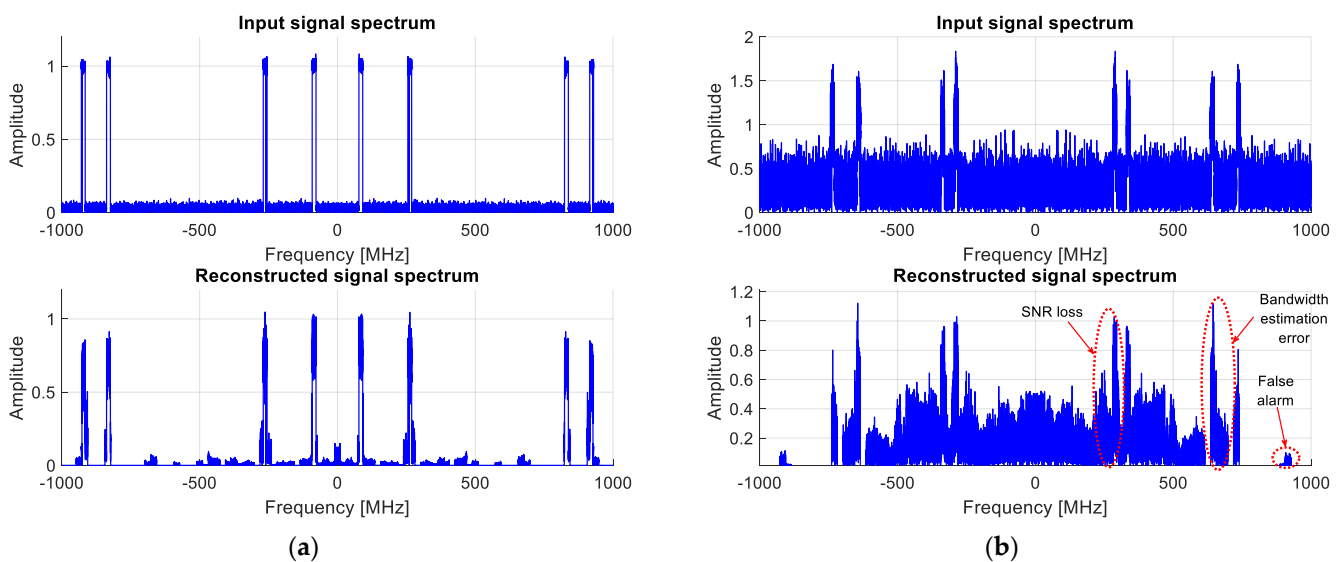 Input signal spectrum
Amplitude
1
0.5
0
-1000 -500 0 500 1000
Frequency [MHz]
Reconstructed signal spectrum
Amplitude
1
0.5
0
-1000 -500 0 500 1000
Frequency [MHz]
(a)
Input signal spectrum
Amplitude
2
1.5
1
0.5
0
-1000 -500 0 500 1000
Frequency [MHz]
Reconstructed signal spectrum
Amplitude
1.2
1
0.8
0.6
0.4
0.2
SNR loss
Bandwidth
estimation
error
False
alarm
-1000 -500 0 500 1000
Frequency [MHz]
(b)